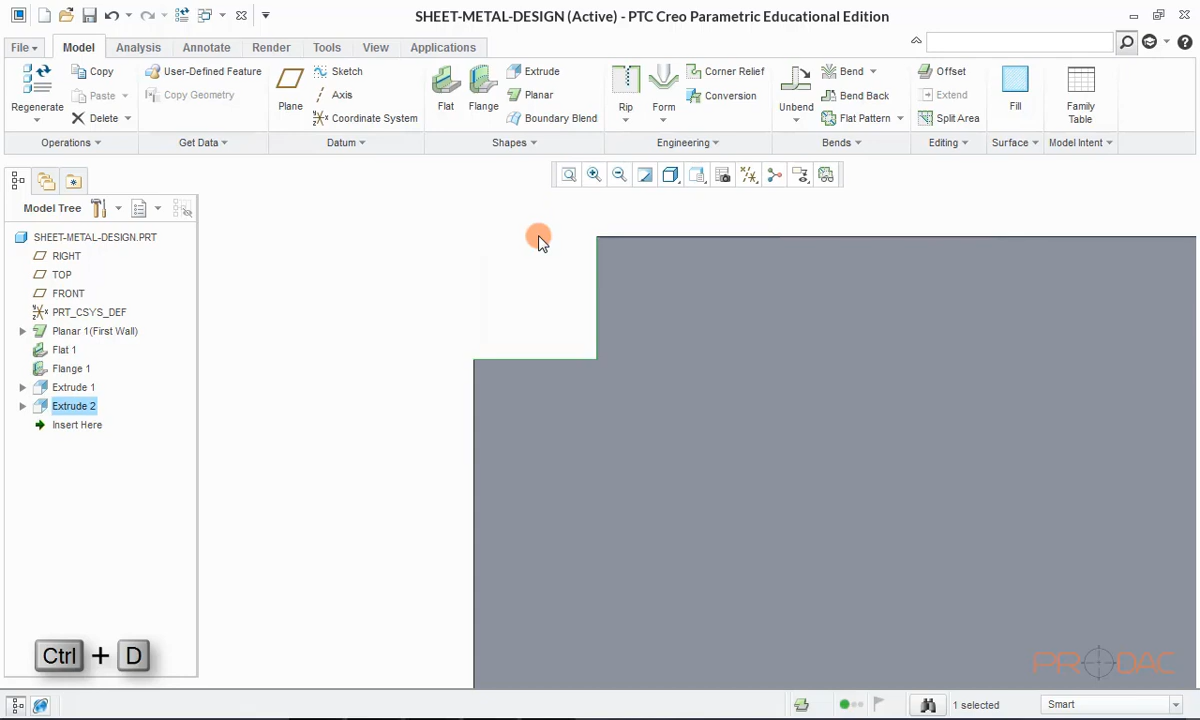 SHEET-METAL-DESIGN (Active) - PTC Creo Parametric Educational Edition
File
Model
Analysis
Annotate
Render
Tools
View
Applications
Regenerate
Copy
Paste
Delete
Operations
User-Defined Feature
Copy Geometry
Get Data
Plane
Sketch
Axis
Coordinate System
Datum
Flat
Flange
Extrude
Planar
Boundary Blend
Shapes
Rip
Form
Corner Relief
Conversion
Engineering
Unbend
Bend
Bend Back
Flat Pattern
Bends
Offset
Extend
Split Area
Editing
Fill
Surface
Family
Table
Model Intent
Model Tree
SHEET-METAL-DESIGN.PRT
RIGHT
TOP
FRONT
PRT_CSYS_DEF
Planar 1(First Wall)
Flat 1
Flange 1
Extrude 1
Extrude 2
Insert Here
Ctrl + D
PRODAC
1 selected
Smart